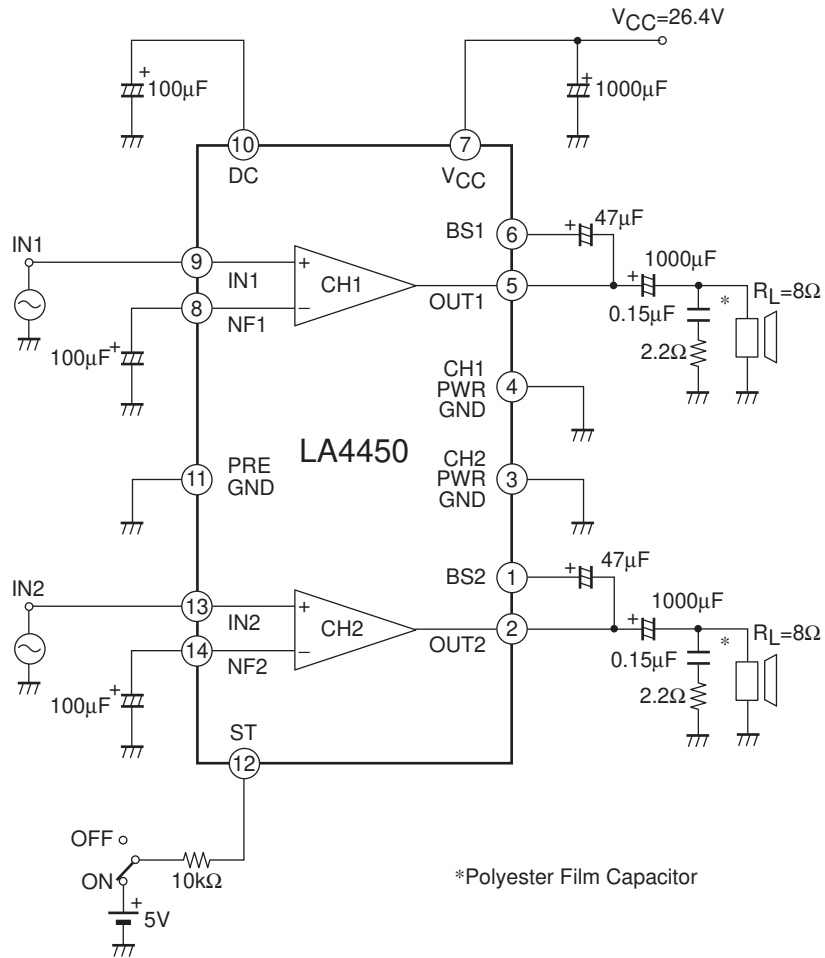 VCC=26.4V
+
100µF
+
1000µF
10
7
DC
VCC
BS1
6
+
47µF
IN1
9
IN1
+
CH1
OUT1
5
+
1000µF
8
NF1
−
0.15µF
*
RL=8Ω
100µF
+
2.2Ω
CH1
PWR
GND
4
LA4450
11
PRE
GND
CH2
PWR
GND
3
BS2
1
+
47µF
IN2
13
IN2
+
CH2
OUT2
2
+
1000µF
14
NF2
−
0.15µF
*
RL=8Ω
100µF
+
2.2Ω
ST
12
OFF
ON
10kΩ
+
5V
*Polyester Film Capacitor